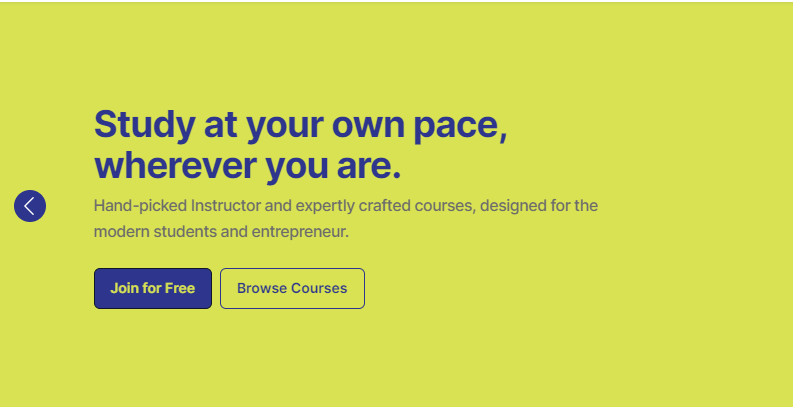 Study at your own pace,
wherever you are.
Hand-picked Instructor and expertly crafted courses, designed for the
modern students and entrepreneur.
Join for Free
Browse Courses